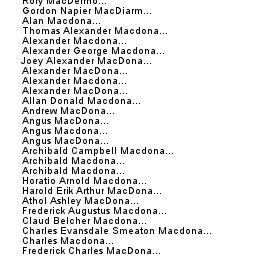 Rory MacDermo...
Gordon Napier MacDiarm...
Alan Macdona...
Thomas Alexander Macdona...
Alexander Macdona...
Alexander George Macdona...
Joey Alexander MacDona...
Alexander MacDona...
Alexander Macdona...
Alexander MacDona...
Allan Donald Macdona...
Andrew MacDona...
Angus MacDona...
Angus Macdona...
Angus MacDona...
Archibald Campbell Macdona...
Archibald Macdona...
Archibald Macdona...
Horatio Arnold Macdona...
Harold Erik Arthur MacDona...
Athol Ashley MacDona...
Frederick Augustus Macdona...
Claud Belcher Macdona...
Charles Evansdale Smeaton Macdona...
Charles Macdona...
Frederick Charles MacDona...